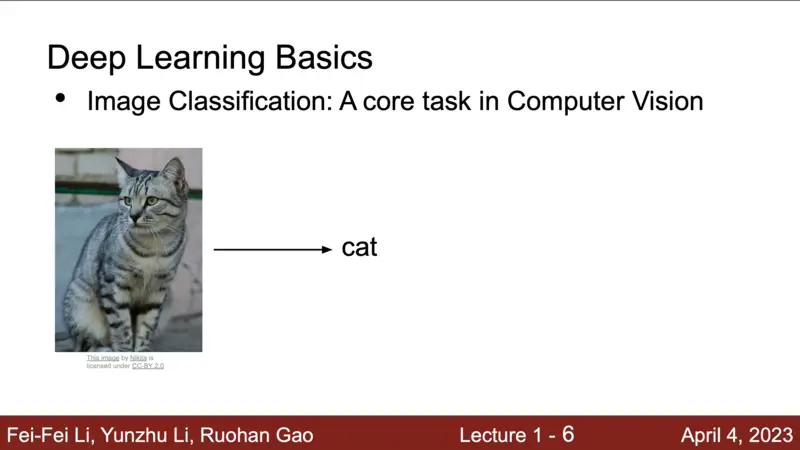 Deep Learning Basics
• Image Classification: A core task in Computer Vision
cat
This image by Nikita is
licensed under CC-BY 2.0
Fei-Fei Li, Yunzhu Li, Ruohan Gao
Lecture 1 - 6
April 4, 2023